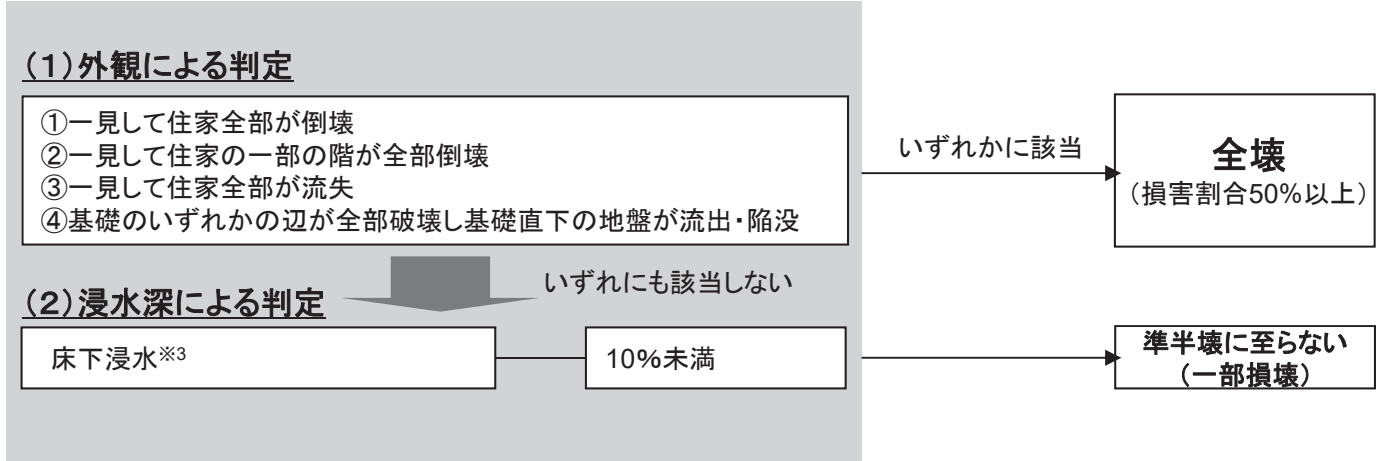 (1)外観による判定
①一見して住家全部が倒壊
②一見して住家の一部の階が全部倒壊
③一見して住家全部が流失
④基礎のいずれかの辺が全部破壊し基礎直下の地盤が流出・陥没
いずれかに該当
全壊
(損害割合50%以上)
いずれにも該当しない
(2)浸水深による判定
床下浸水※3
10%未満
準半壊に至らない
(一部損壊)